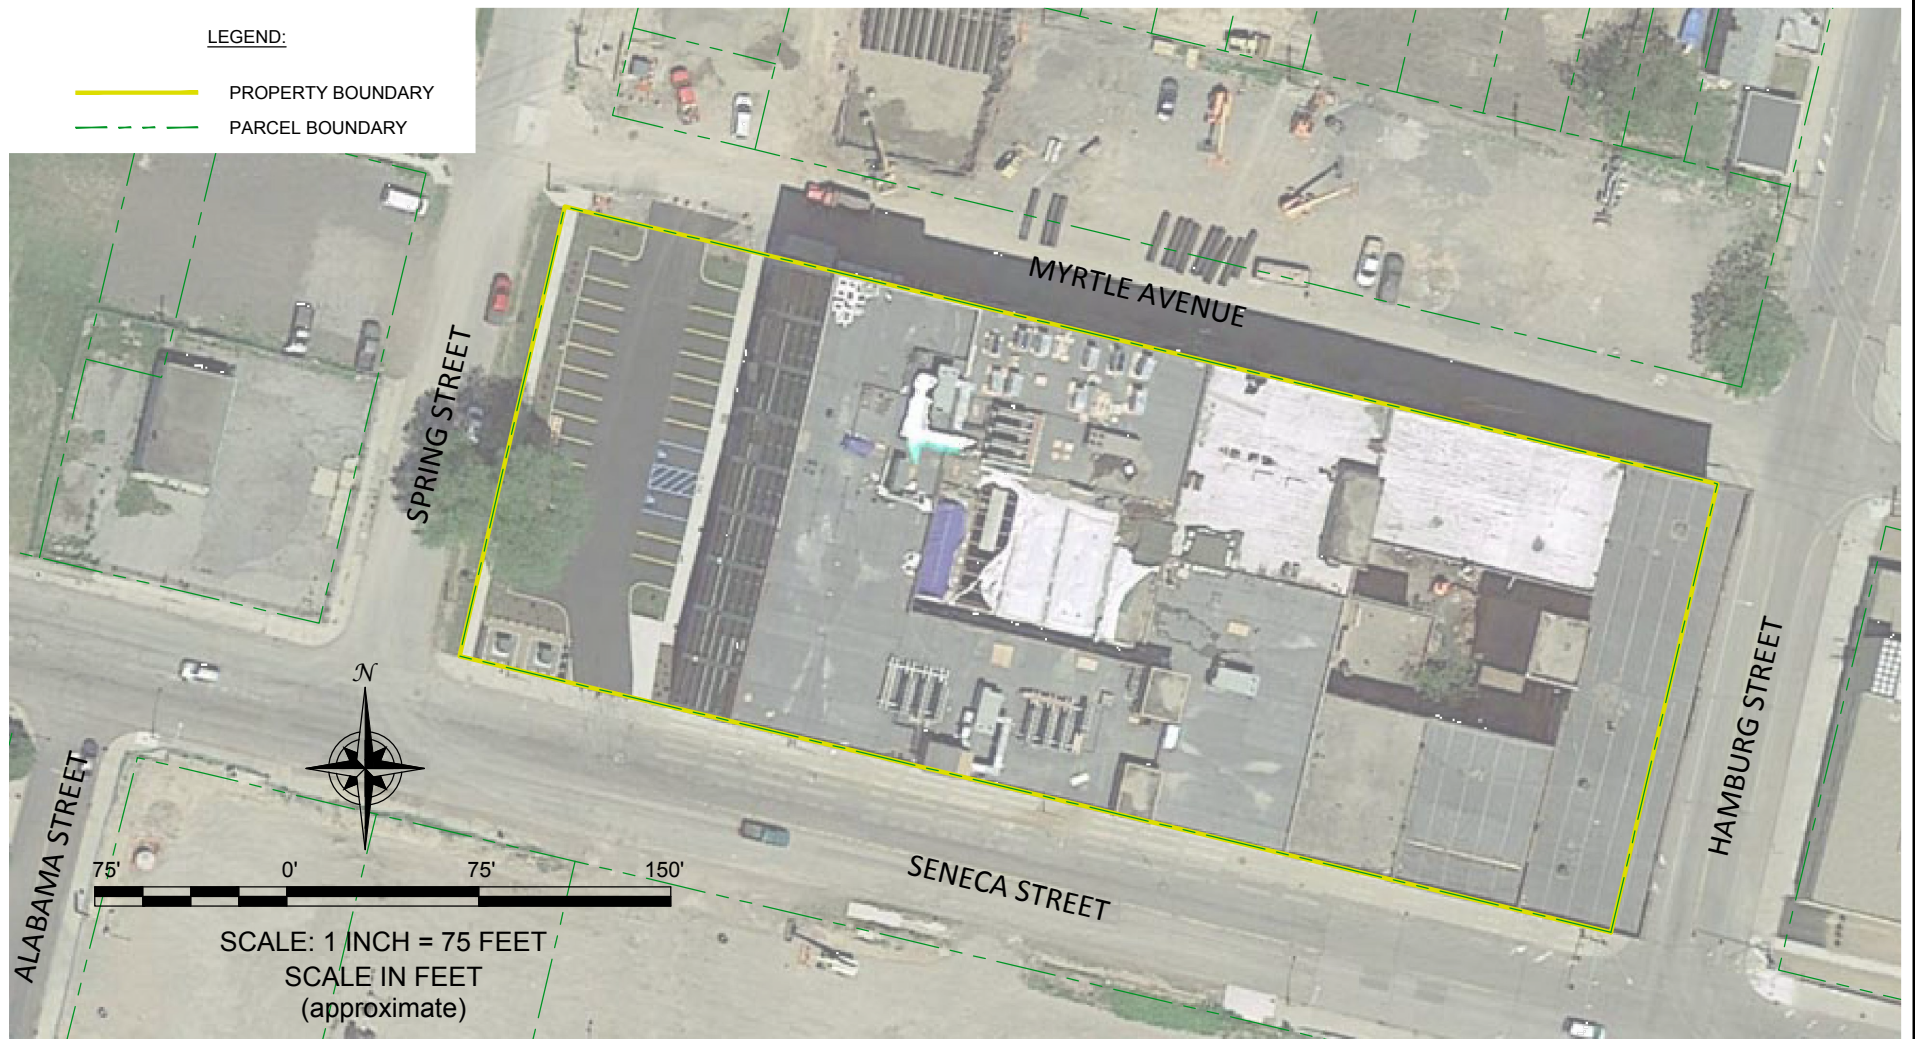 LEGEND:
PROPERTY BOUNDARY
PARCEL BOUNDARY
MYRTLE AVENUE
SPRING STREET
N
HAMBURG STREET
SENECA STREET
ALABAMA STREET
75' 0' 75' 150'
SCALE: 1 INCH = 75 FEET
SCALE IN FEET
(approximate)